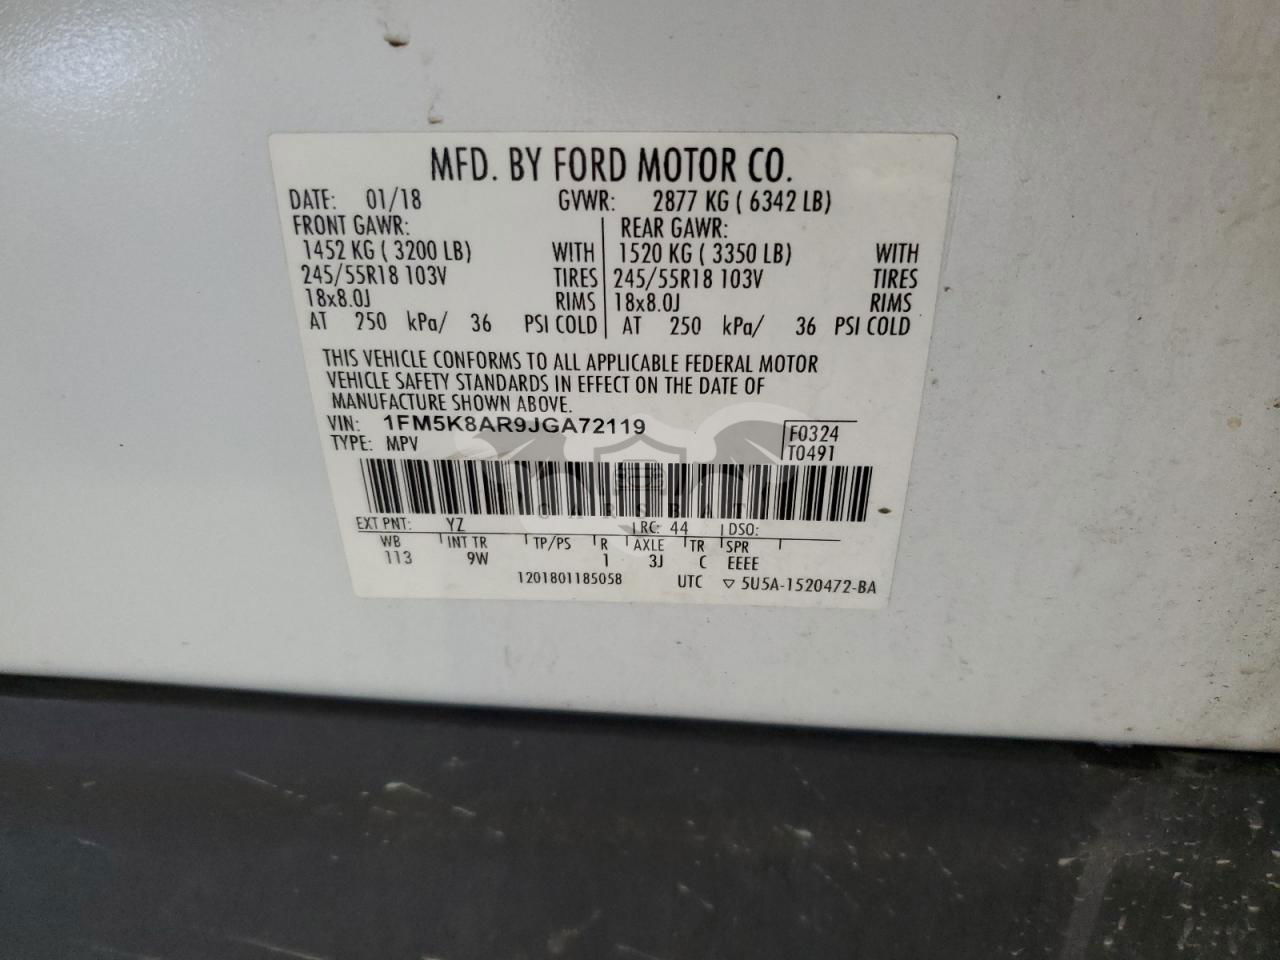 MFD. BY FORD MOTOR CO.
DATE: 01/18 GVWR: 2877 KG ( 6342 LB)
FRONT GAWR: REAR GAWR:
1452 KG ( 3200 LB) WITH 1520 KG ( 3350 LB) WITH
245/55R18 103V TIRES 245/55R18 103V TIRES
18x8.0J RIMS 18x8.0J RIMS
AT 250 kPa/ 36 PSI COLD AT 250 kPa/ 36 PSI COLD
THIS VEHICLE CONFORMS TO ALL APPLICABLE FEDERAL MOTOR
VEHICLE SAFETY STANDARDS IN EFFECT ON THE DATE OF
MANUFACTURE SHOWN ABOVE.
VIN: 1FM5K8AR9JGA72119 F0324
TYPE: MPV T0491
CARSBAT
EXT PNT: YZ RC: 44 DSO:
WB INT TR TP/PS R AXLE TR SPR
113 9W 1 3J C EEEE
1201801185058 UTC ▽ 5U5A-1520472-BA